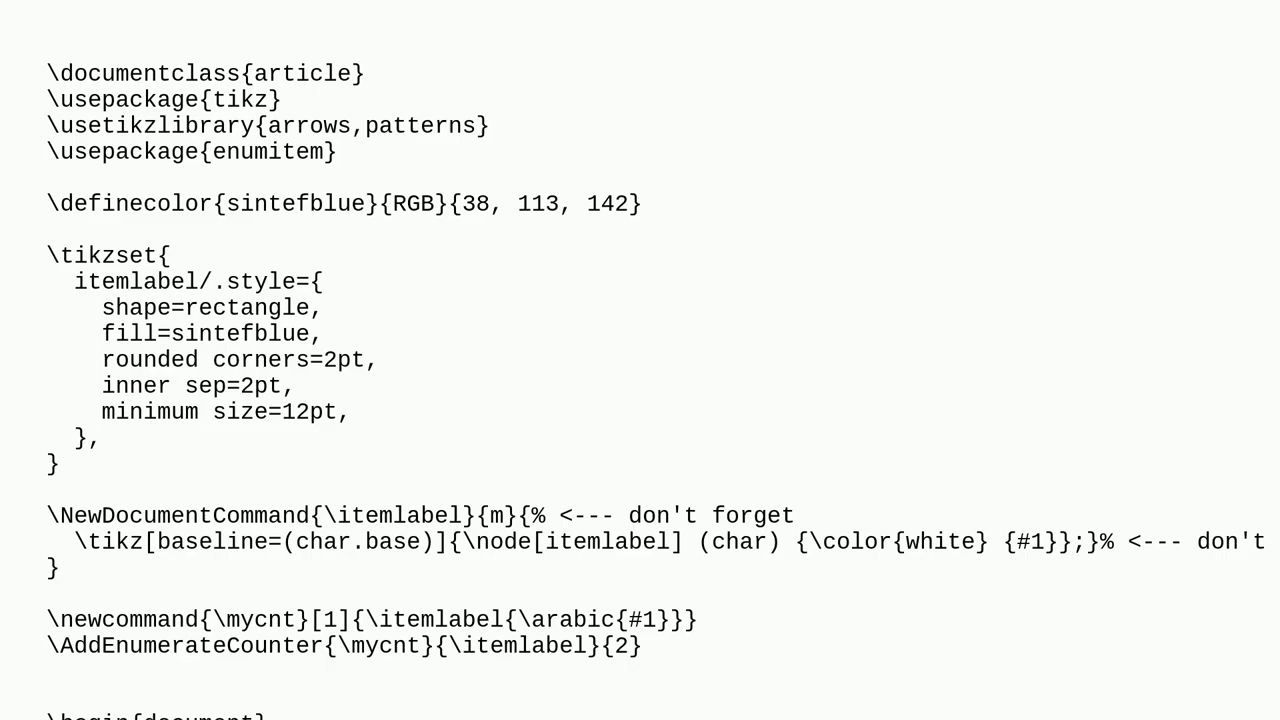 \documentclass{article}
\usepackage{tikz}
\usetikzlibrary{arrows,patterns}
\usepackage{enumitem}

\definecolor{sintefblue}{RGB}{38, 113, 142}

\tikzset{
  itemlabel/.style={
    shape=rectangle,
    fill=sintefblue,
    rounded corners=2pt,
    inner sep=2pt,
    minimum size=12pt,
  },
}

\NewDocumentCommand{\itemlabel}{m}{% <--- don't forget
  \tikz[baseline=(char.base)]{\node[itemlabel] (char) {\color{white} {#1}};}% <--- don't
}

\newcommand{\mycnt}[1]{\itemlabel{\arabic{#1}}}
\AddEnumerateCounter{\mycnt}{\itemlabel}{2}

\begin{document}